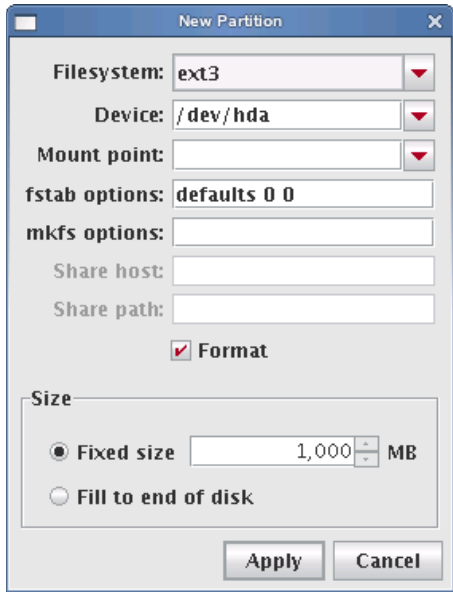 New Partition
Filesystem: ext3
Device: /dev/hda
Mount point:
fstab options: defaults 0 0
mkfs options:
Share host:
Share path:
Format
Size
Fixed size 1,000 MB
Fill to end of disk
Apply Cancel